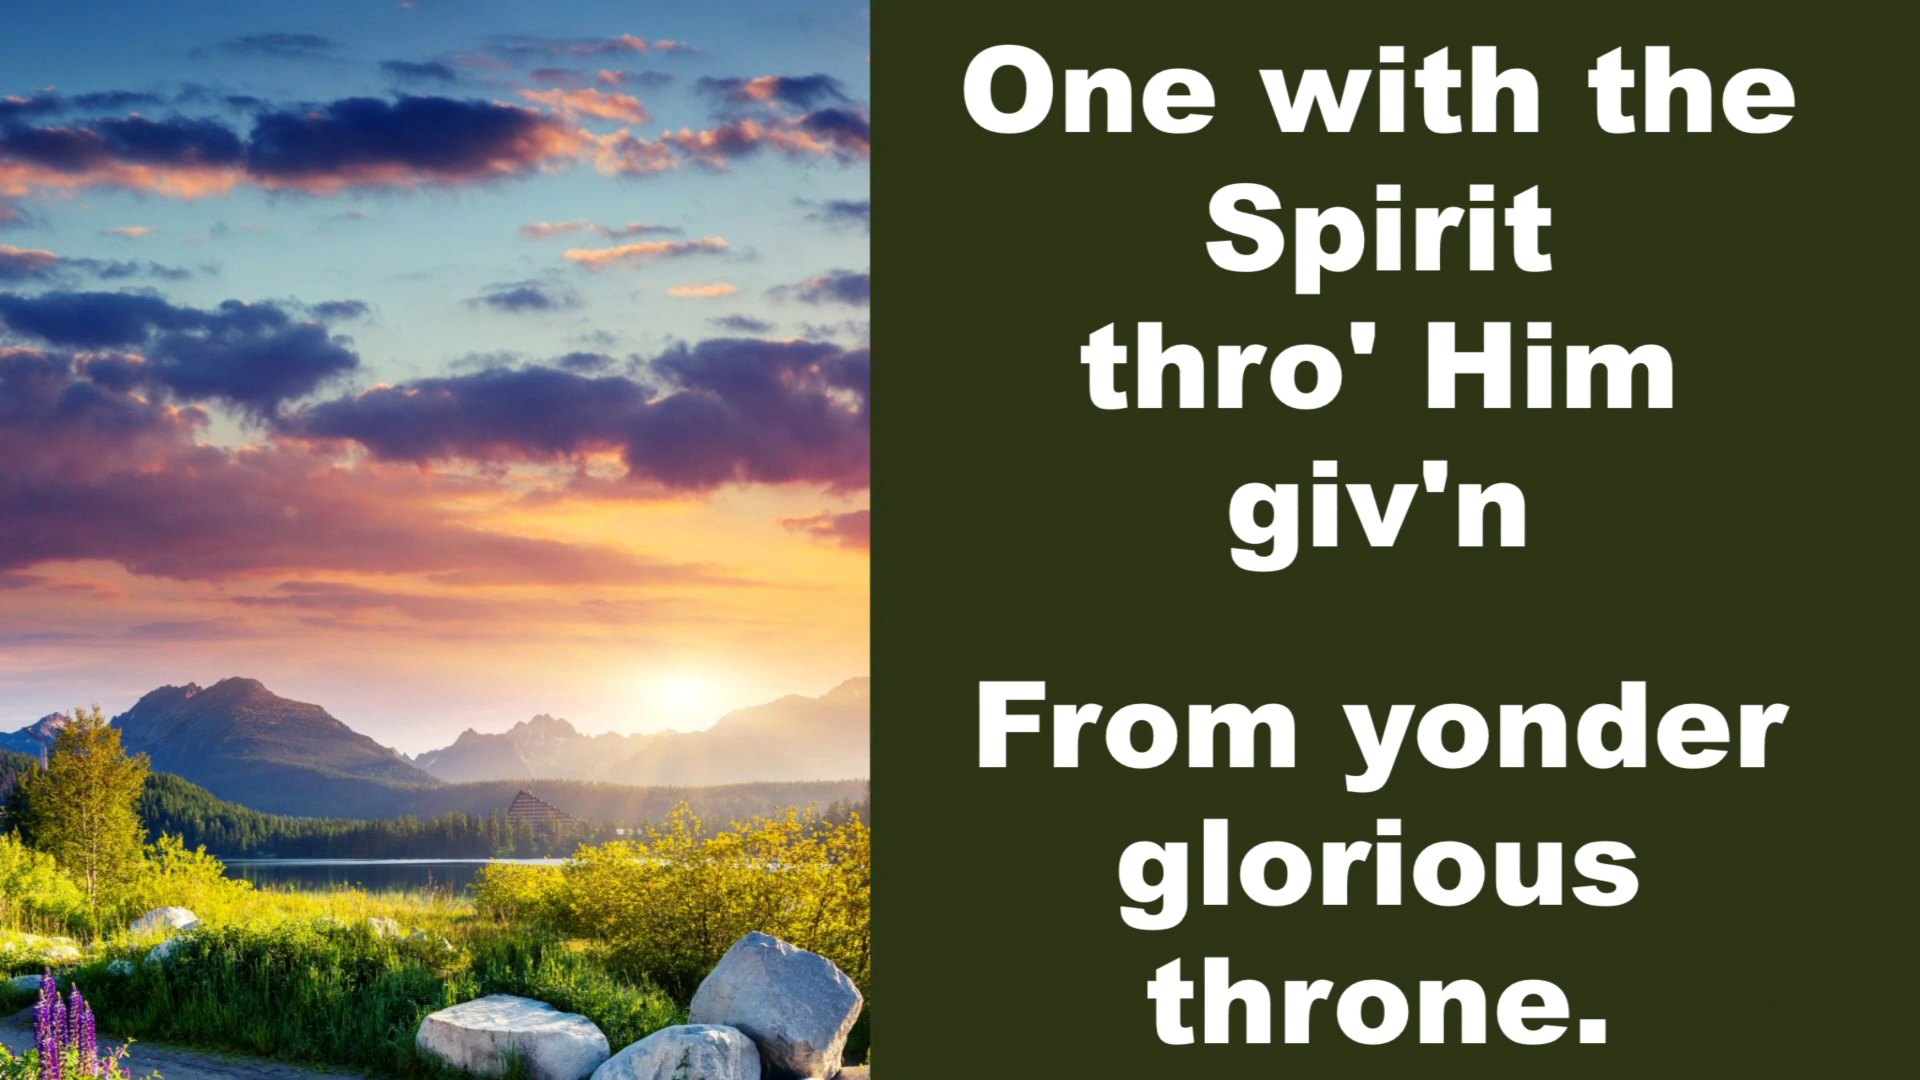 One with the
Spirit
thro' Him
giv'n
From yonder
glorious
throne.